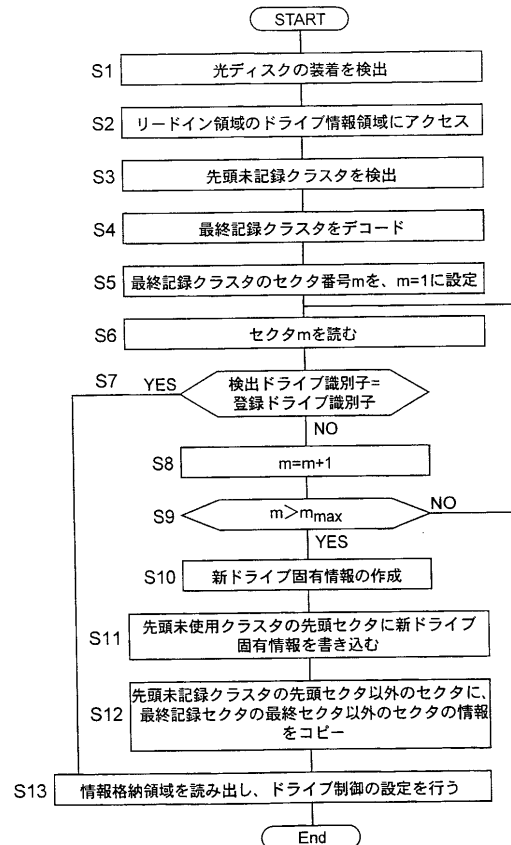 START
S1 光ディスクの装着を検出
S2 リードイン領域のドライブ情報領域にアクセス
S3 先頭未記録クラスタを検出
S4 最終記録クラスタをデコード
S5 最終記録クラスタのセクタ番号mを、m=1に設定
S6 セクタmを読む
S7 YES 検出ドライブ識別子=
登録ドライブ識別子
NO
S8 m=m+1
S9 m>mmax NO
YES
S10 新ドライブ固有情報の作成
S11 先頭未使用クラスタの先頭セクタに新ドライブ
固有情報を書き込む
S12 先頭未記録クラスタの先頭セクタ以外のセクタに、
最終記録セクタの最終セクタ以外のセクタの情報
をコピー
S13 情報格納領域を読み出し、ドライブ制御の設定を行う
End